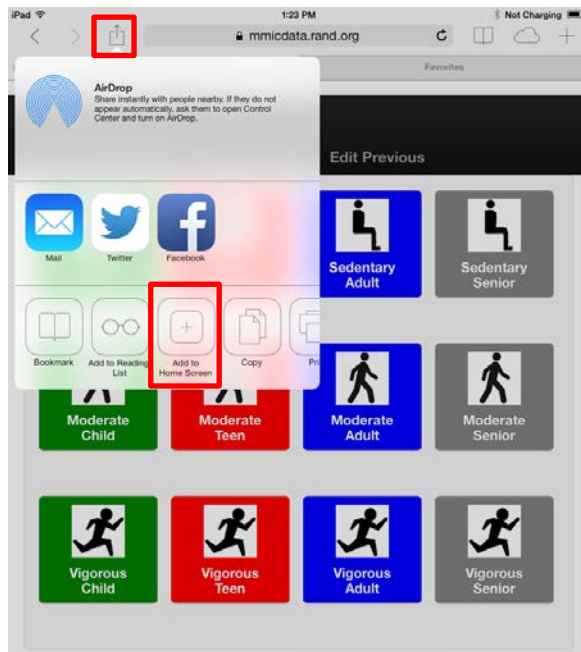 iPad 1:23 PM Not Charging
mmicdata.rand.org
Favorites
AirDrop
Share instantly with people nearby. If they do not
appear automatically, ask them to open Control
Center and turn on AirDrop.
Edit Previous
Mail Twitter Facebook
Sedentary
Adult
Sedentary
Senior
Bookmark
Add to Reading
List
Add to
Home Screen
Copy
Pri
Moderate
Child
Moderate
Teen
Moderate
Adult
Moderate
Senior
Vigorous
Child
Vigorous
Teen
Vigorous
Adult
Vigorous
Senior